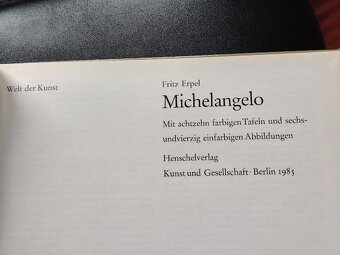 Welt der Kunst
Fritz Erpel
Michelangelo
Mit achtzehn farbigen Tafeln und sechs-
undvierzig einfarbigen Abbildungen
Henschelverlag
Kunst und Gesellschaft · Berlin 1985